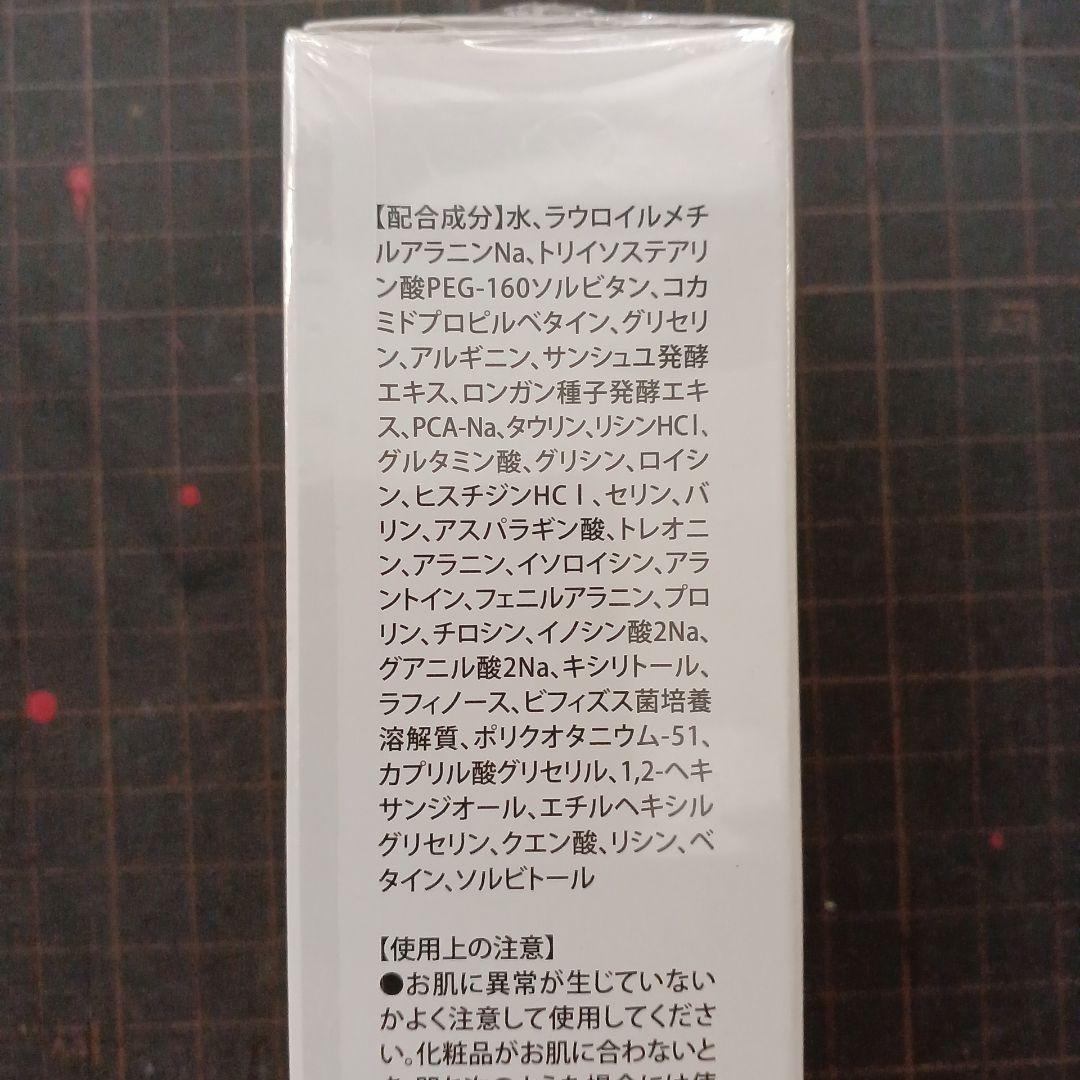 【配合成分】水、ラウロイルメチ
ルアラニンNa、トリイソステアリ
ン酸PEG-160ソルビタン、コカ
ミドプロピルベタイン、グリセリ
ン、アルギニン、サンシュユ発酵
エキス、ロンガン種子発酵エキ
ス、PCA-Na、タウリン、リシンHCl、
グルタミン酸、グリシン、ロイシ
ン、ヒスチジンHCl、セリン、バ
リン、アスパラギン酸、トレオニ
ン、アラニン、イソロイシン、アラ
ントイン、フェニルアラニン、プロ
リン、チロシン、イノシン酸2Na、
グアニル酸2Na、キシリトール、
ラフィノース、ビフィズス菌培養
溶解質、ポリクオタニウム-51、
カプリル酸グリセリル、1,2-ヘキ
サンジオール、エチルヘキシル
グリセリン、クエン酸、リシン、ベ
タイン、ソルビトール
【使用上の注意】
●お肌に異常が生じていない
かよく注意して使用してくださ
い。化粧品がお肌に合わないと